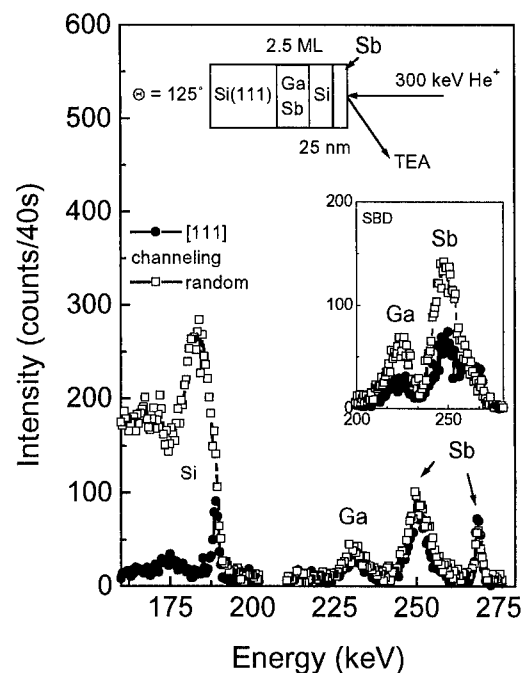 600
500
400
300
200
100
0
Intensity (counts/40s)
2.5 ML
Sb
Θ = 125°
Si(111)
Ga
Sb
Si
300 keV He+
25 nm
TEA
[111]
channeling
random
Si
Ga
Sb
200
100
0
SBD
Ga
Sb
200
250
175
200
225
250
275
Energy (keV)